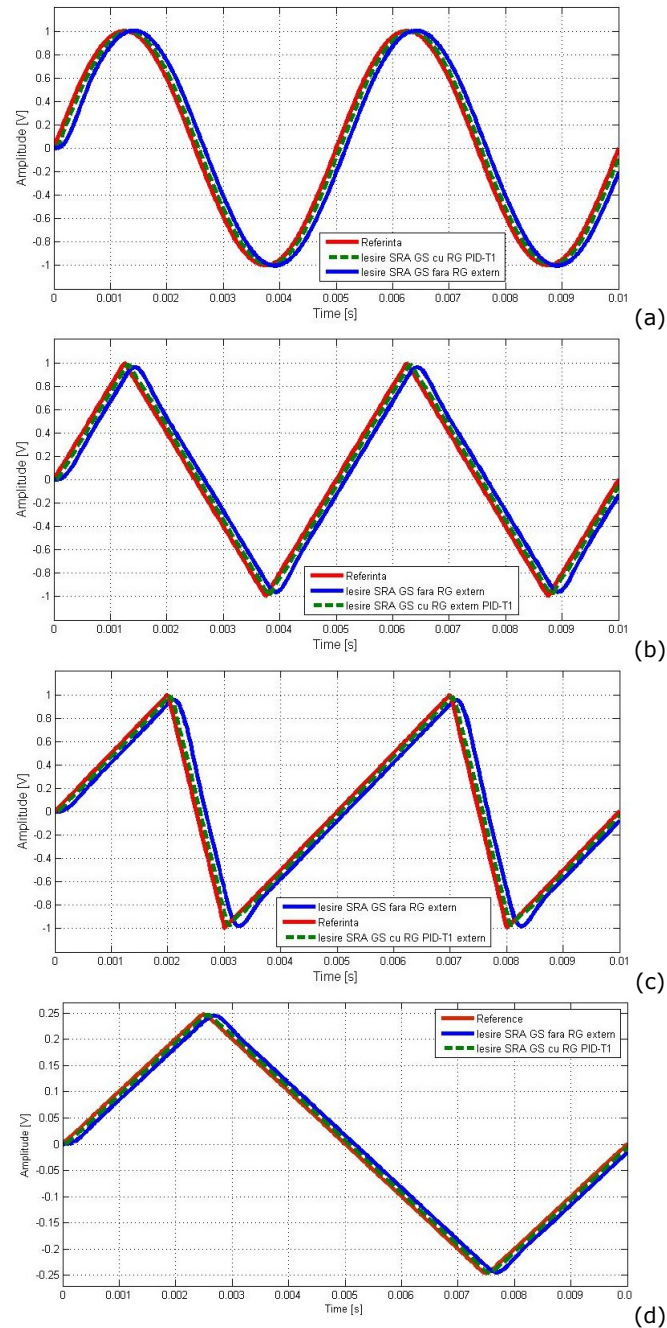 1
0.8
0.6
0.4
0.2
0
-0.2
-0.4
-0.6
-0.8
-1
Amplitude [V]
Referinta
Iesire SRA GS cu RG PID-T1
Iesire SRA GS fara RG extern
0 0.001 0.002 0.003 0.004 0.005 0.006 0.007 0.008 0.009 0.01
Time [s]
(a)
1
0.8
0.6
0.4
0.2
0
-0.2
-0.4
-0.6
-0.8
-1
Amplitude [V]
Referinta
Iesire SRA GS fara RG extern
Iesire SRA GS cu RG extern PID-T1
0 0.001 0.002 0.003 0.004 0.005 0.006 0.007 0.008 0.009 0.01
Time [s]
(b)
1
0.8
0.6
0.4
0.2
0
-0.2
-0.4
-0.6
-0.8
-1
Amplitude [V]
Iesire SRA GS fara RG extern
Referinta
Iesire SRA GS cu RG PID-T1 extern
0 0.001 0.002 0.003 0.004 0.005 0.006 0.007 0.008 0.009 0.01
Time [s]
(c)
0.25
0.2
0.15
0.1
0.05
0
-0.05
-0.1
-0.15
-0.2
-0.25
Amplitude [V]
Reference
Iesire SRA GS fara RG extern
Iesire SRA GS cu RG PID-T1
0 0.001 0.002 0.003 0.004 0.005 0.006 0.007 0.008 0.009 0.0
Time [s]
(d)